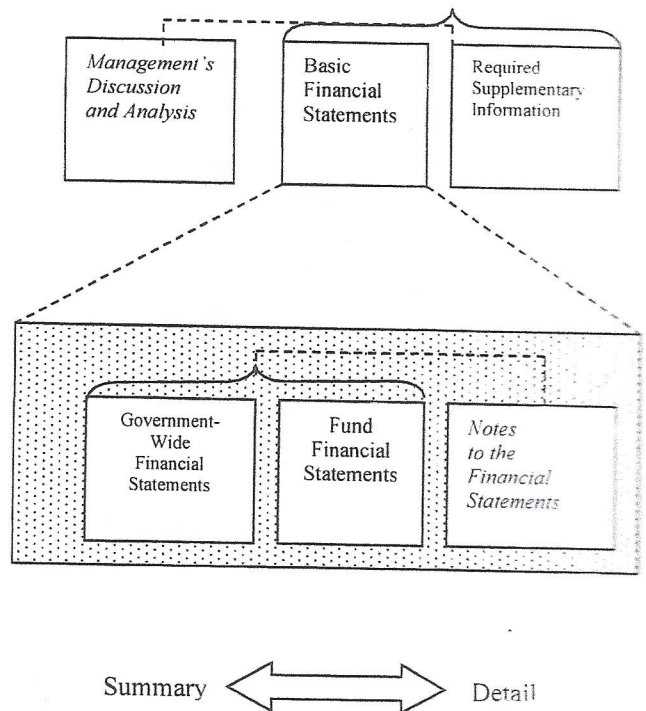 Management's
Discussion
and Analysis
Basic
Financial
Statements
Required
Supplementary
Information
Government-
Wide
Financial
Statements
Fund
Financial
Statements
Notes
to the
Financial
Statements
Summary
Detail